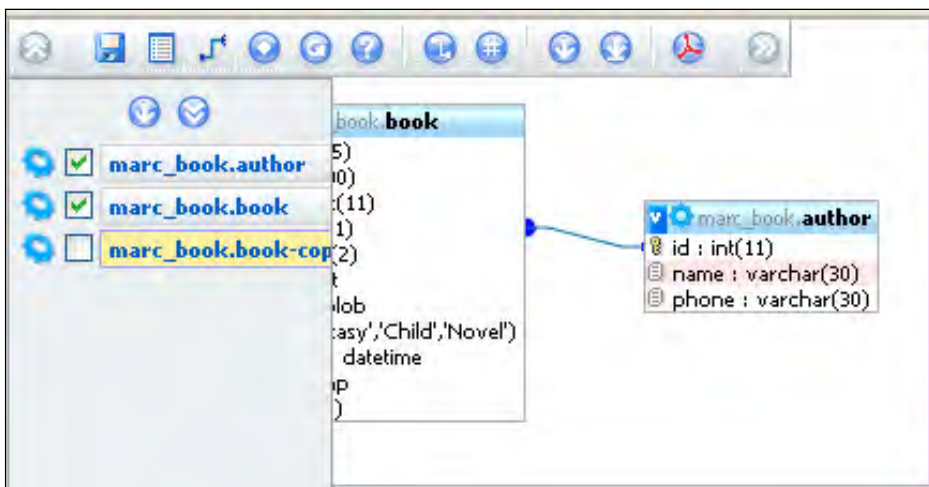 marc_book.author
marc_book.book
marc_book.book-cop
book.book
5)
0)
(11)
1)
(2)
t
lob
asy','Child','Novel')
datetime
p
)
marc_book.author
id : int(11)
name : varchar(30)
phone : varchar(30)